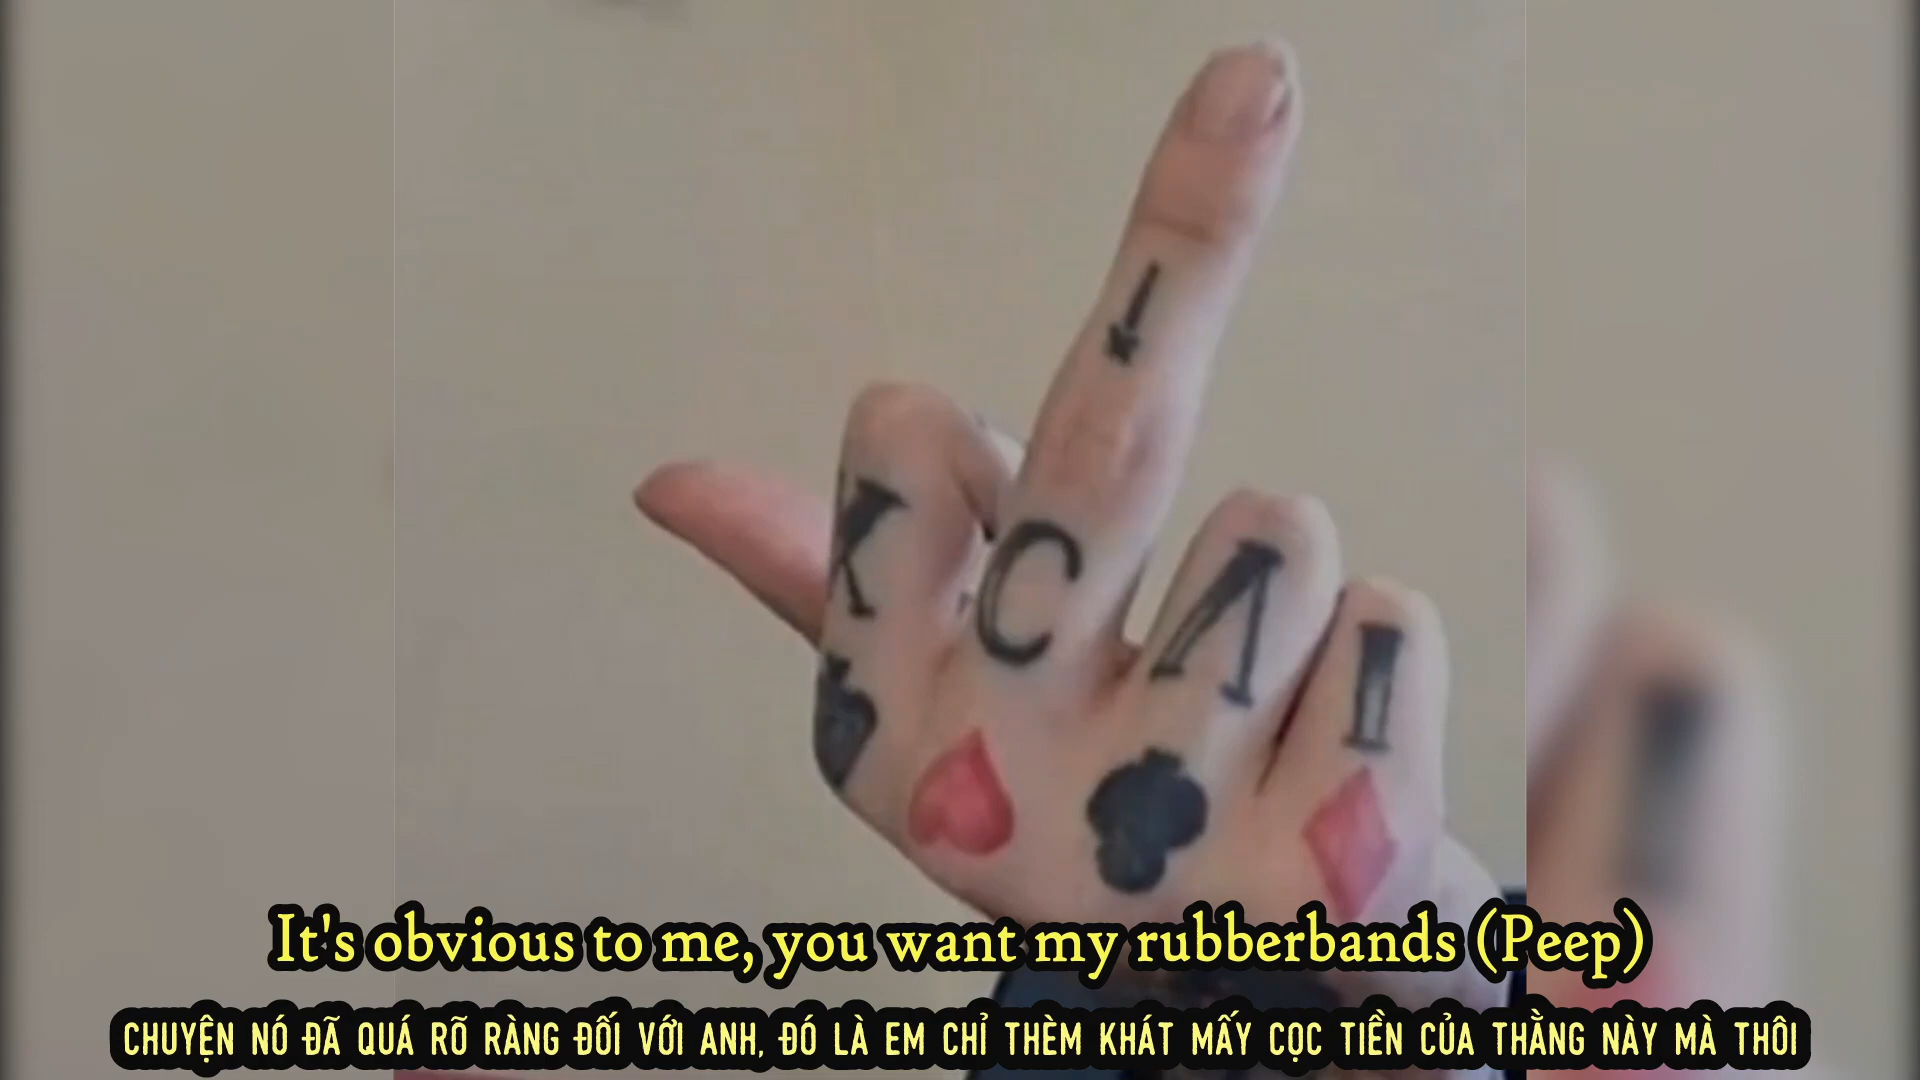 K C Λ I
It's obvious to me, you want my rubberbands (Peep)
CHUYỆN NÓ ĐÃ QUÁ RÕ RÀNG ĐỐI VỚI ANH, ĐÓ LÀ EM CHỈ THÈM KHÁT MẤY CỌC TIỀN CỦA THẰNG NÀY MÀ THÔI